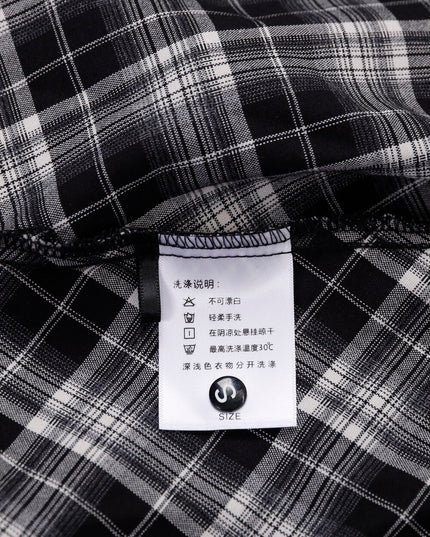 洗涤说明:
不可漂白
轻柔手洗
在阴凉处悬挂晾干
最高洗涤温度30℃
深浅色衣物分开洗涤
S
SIZE